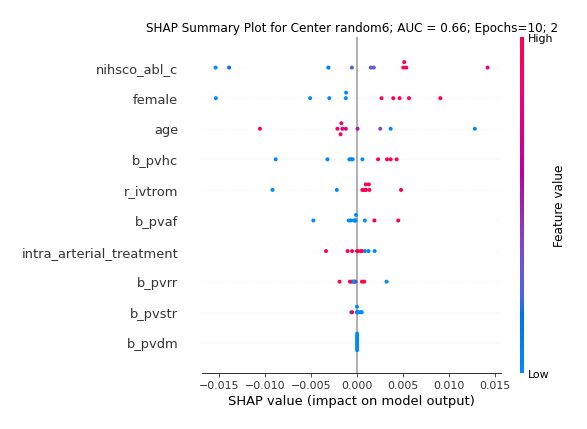 SHAP Summary Plot for Center random6; AUC = 0.66; Epochs=10; 2
High
nihsco_abl_c
female
age
b_pvhc
r_ivtrom
b_pvaf
intra_arterial_treatment
b_pvrr
b_pvstr
b_pvdm
Feature value
Low
−0.015 −0.010 −0.005 0.000 0.005 0.010 0.015
SHAP value (impact on model output)